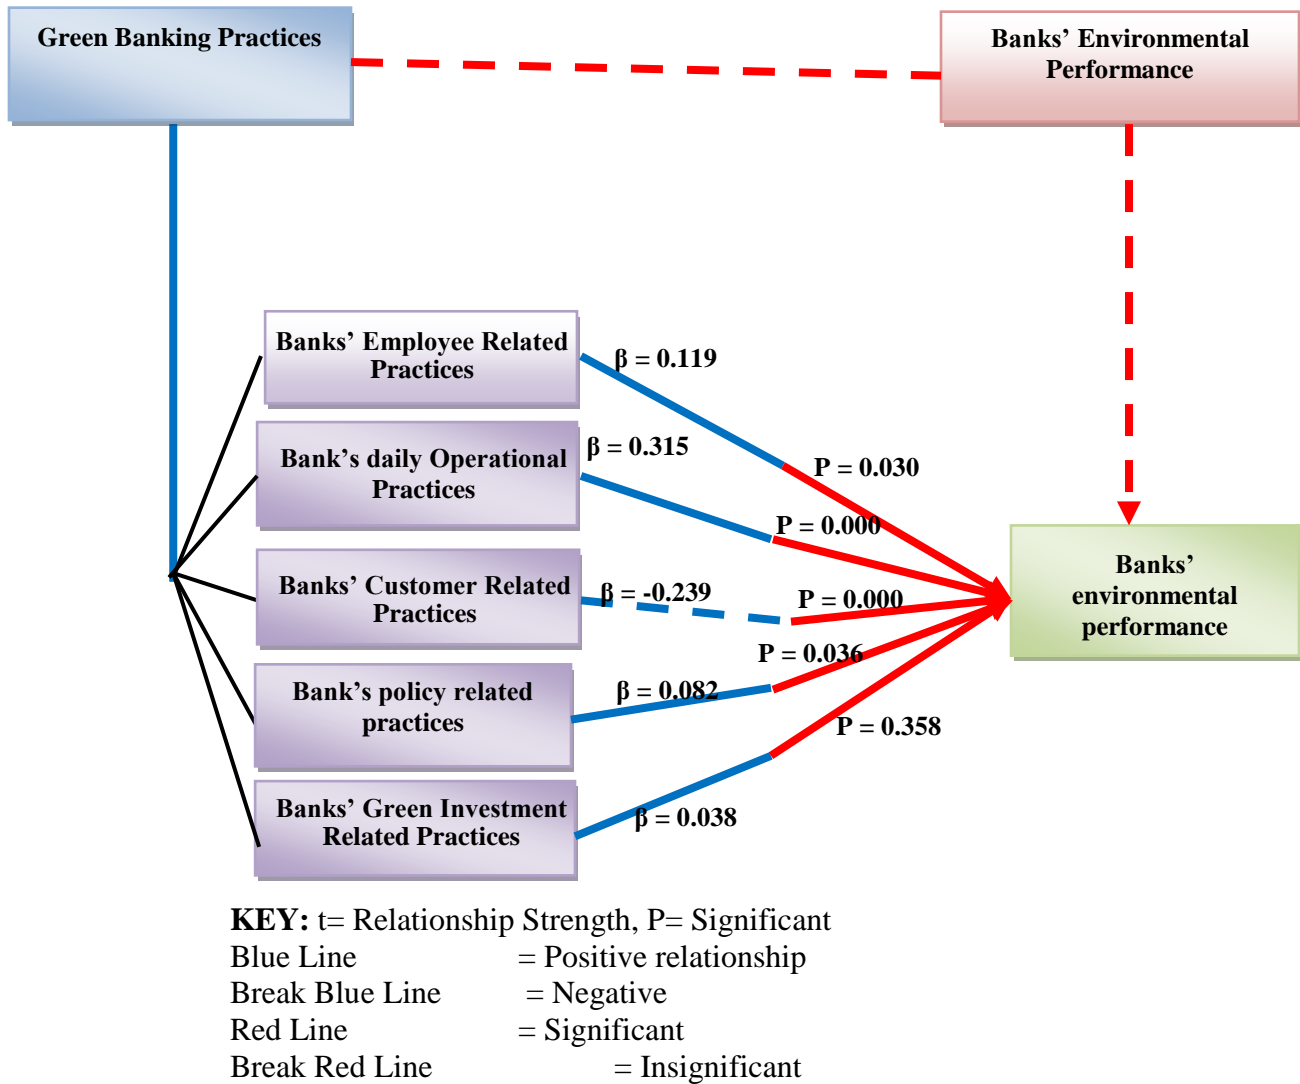 Green Banking Practices
Banks’ Environmental
Performance
Banks’ Employee Related
Practices
β = 0.119
Bank’s daily Operational
Practices
β = 0.315
P = 0.030
P = 0.000
Banks’ Customer Related
Practices
β = -0.239
P = 0.000
Banks’
environmental
performance
P = 0.036
Bank’s policy related
practices
β = 0.082
P = 0.358
Banks’ Green Investment
Related Practices
β = 0.038
KEY: t= Relationship Strength, P= Significant
Blue Line = Positive relationship
Break Blue Line = Negative
Red Line = Significant
Break Red Line = Insignificant